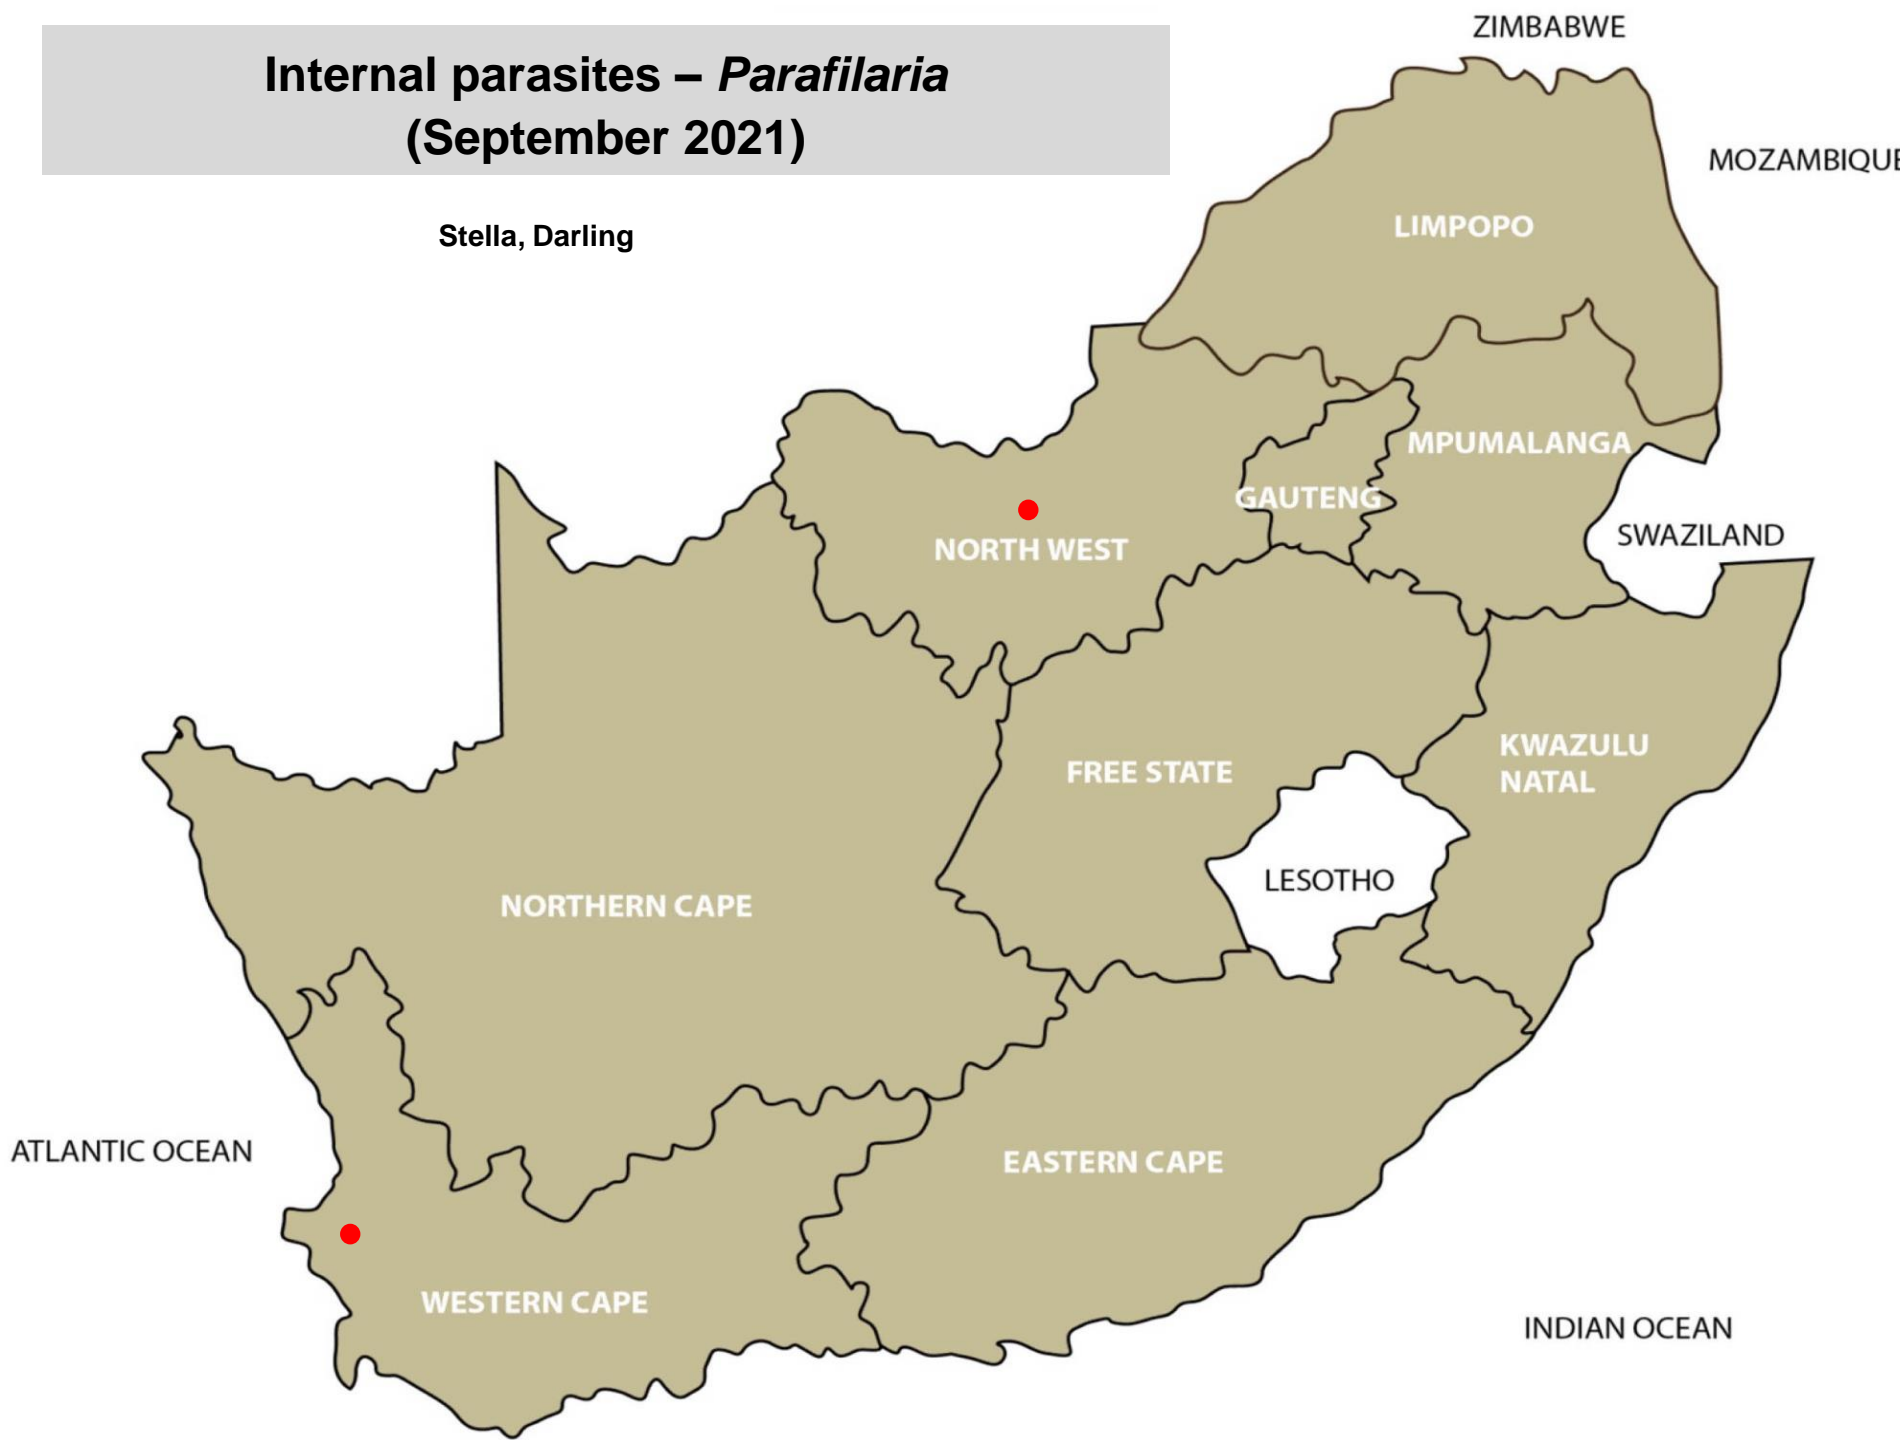 Internal parasites – Parafilaria
(September 2021)
Stella, Darling
ZIMBABWE
MOZAMBIQUE
LIMPOPO
MPUMALANGA
GAUTENG
NORTH WEST
SWAZILAND
FREE STATE
KWAZULU
NATAL
LESOTHO
NORTHERN CAPE
ATLANTIC OCEAN
EASTERN CAPE
WESTERN CAPE
INDIAN OCEAN